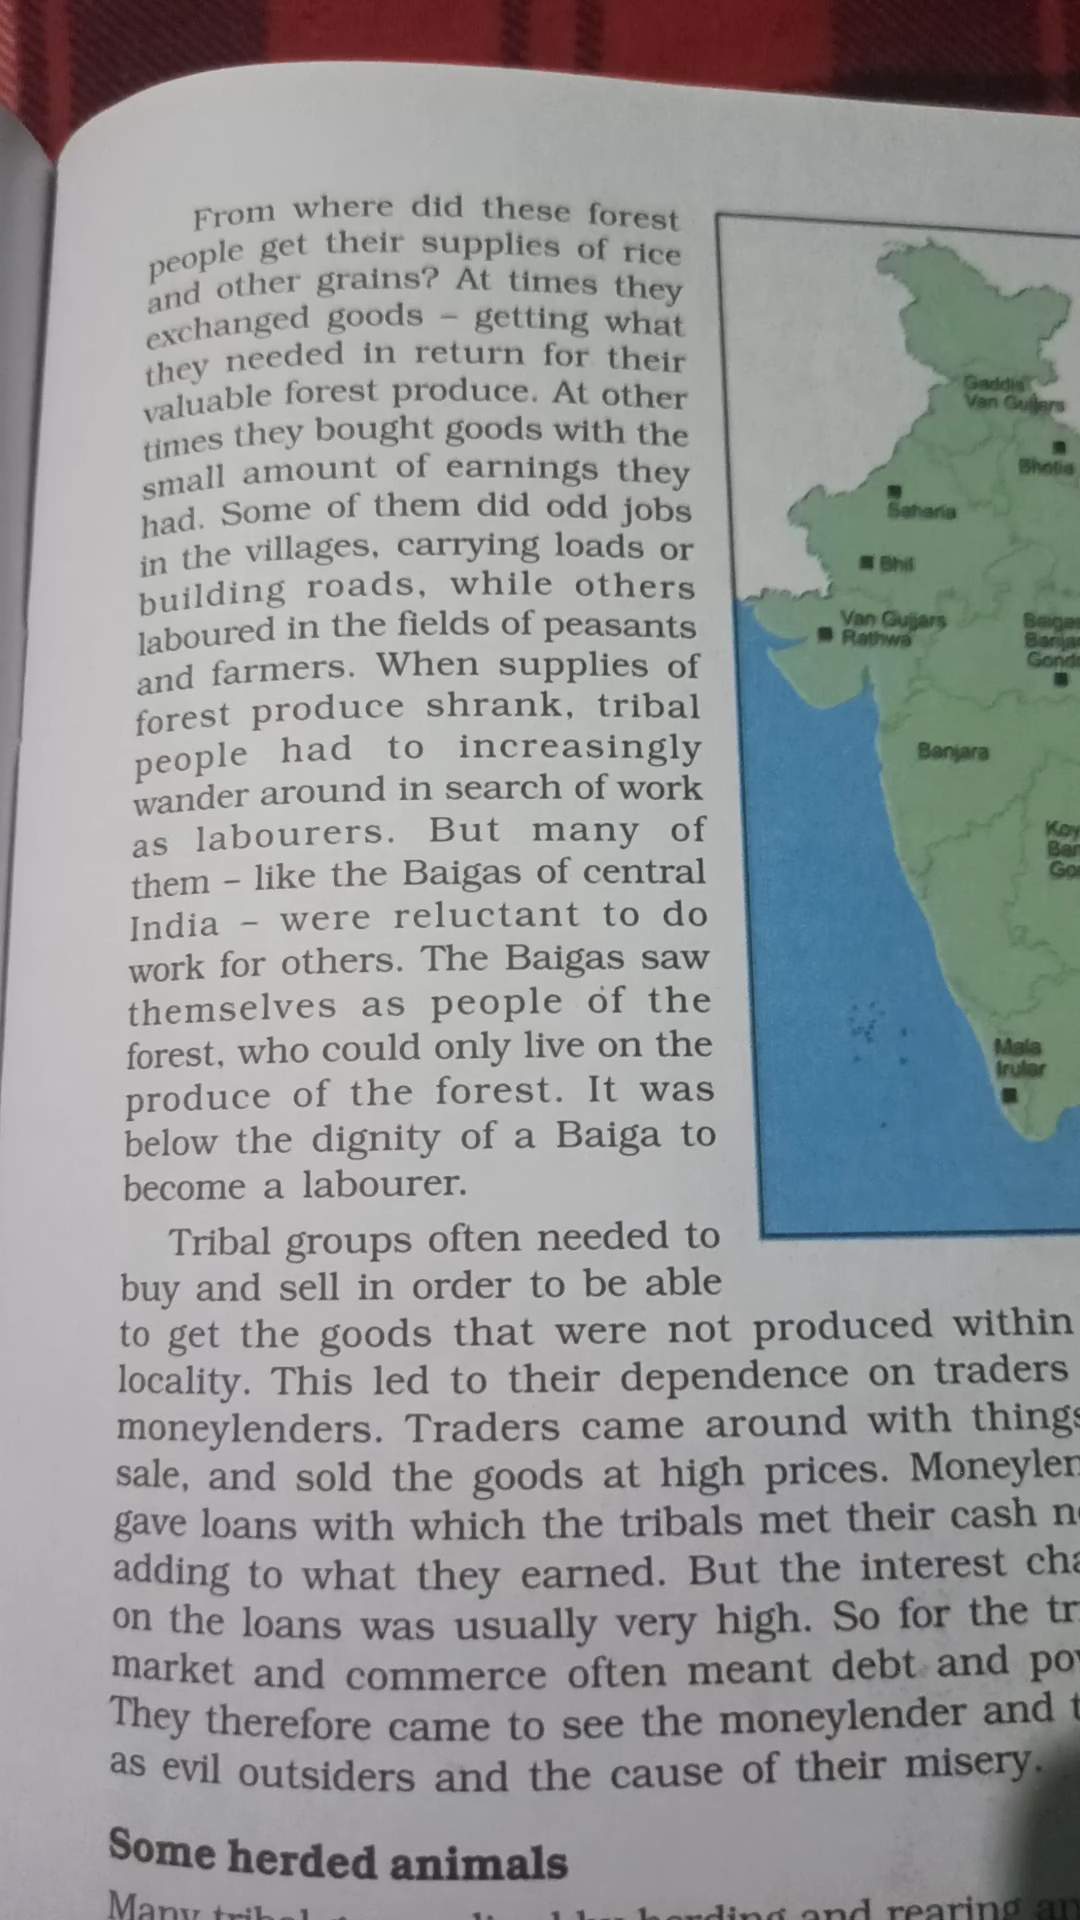 From where did these forest
people get their supplies of rice
and other grains? At times they
exchanged goods – getting what
they needed in return for their
valuable forest produce. At other
times they bought goods with the
small amount of earnings they
had. Some of them did odd jobs
in the villages, carrying loads or
building roads, while others
laboured in the fields of peasants
and farmers. When supplies of
forest produce shrank, tribal
people had to increasingly
wander around in search of work
as labourers. But many of
them – like the Baigas of central
India – were reluctant to do
work for others. The Baigas saw
themselves as people of the
forest, who could only live on the
produce of the forest. It was
below the dignity of a Baiga to
become a labourer.
Tribal groups often needed to
buy and sell in order to be able
to get the goods that were not produced within
locality. This led to their dependence on traders
moneylenders. Traders came around with things
sale, and sold the goods at high prices.
gave loans with which the tribals met their cash
adding to what they earned. But the interest
on the loans was usually very high. So for the
market and commerce often meant debt and
They therefore came to see the moneylender and
as evil outsiders and the cause of their misery.
Some herded animals
Many
and rearing
Gaddis
Van Gujjars
Bhotia
Saharia
Bhil
Van Gujjars
Rathwa
Banjara
Mala
Irular